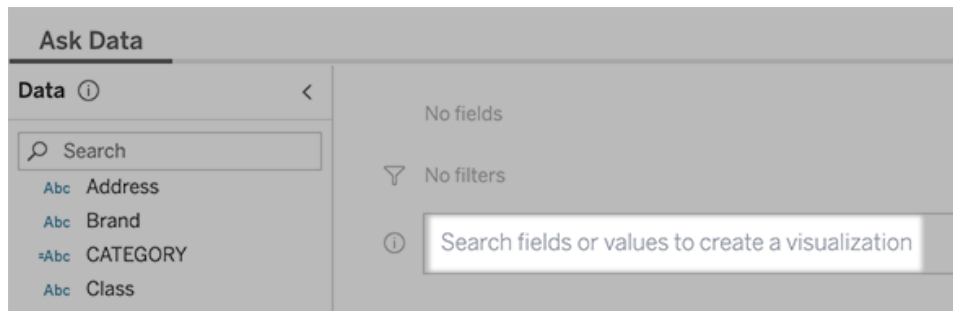 Ask Data
Data
Search
Abc Address
Abc Brand
=Abc CATEGORY
Abc Class
No fields
No filters
Search fields or values to create a visualization